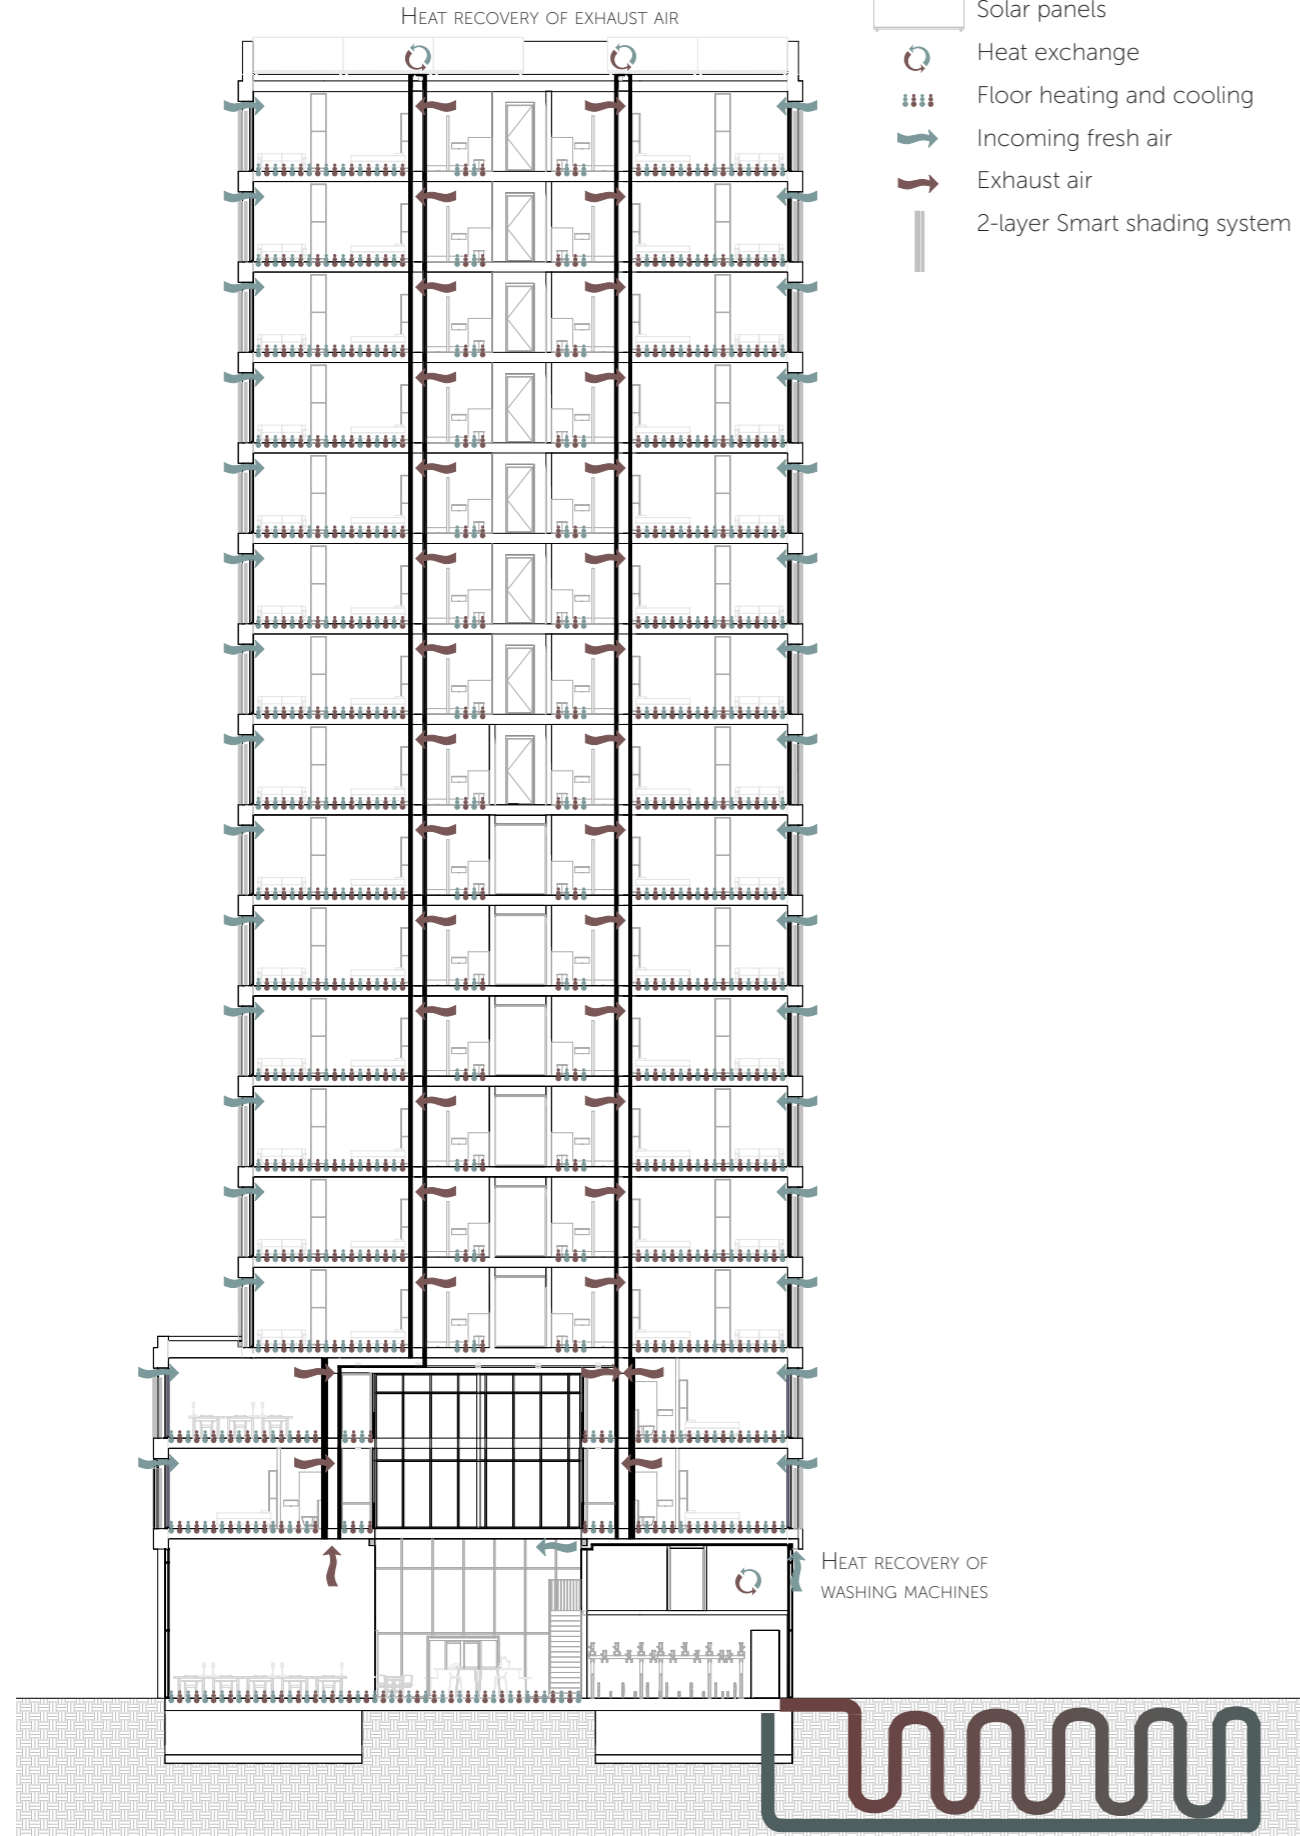 HEAT RECOVERY OF EXHAUST AIR
Solar panels
Heat exchange
Floor heating and cooling
Incoming fresh air
Exhaust air
2-layer Smart shading system
HEAT RECOVERY OF
WASHING MACHINES